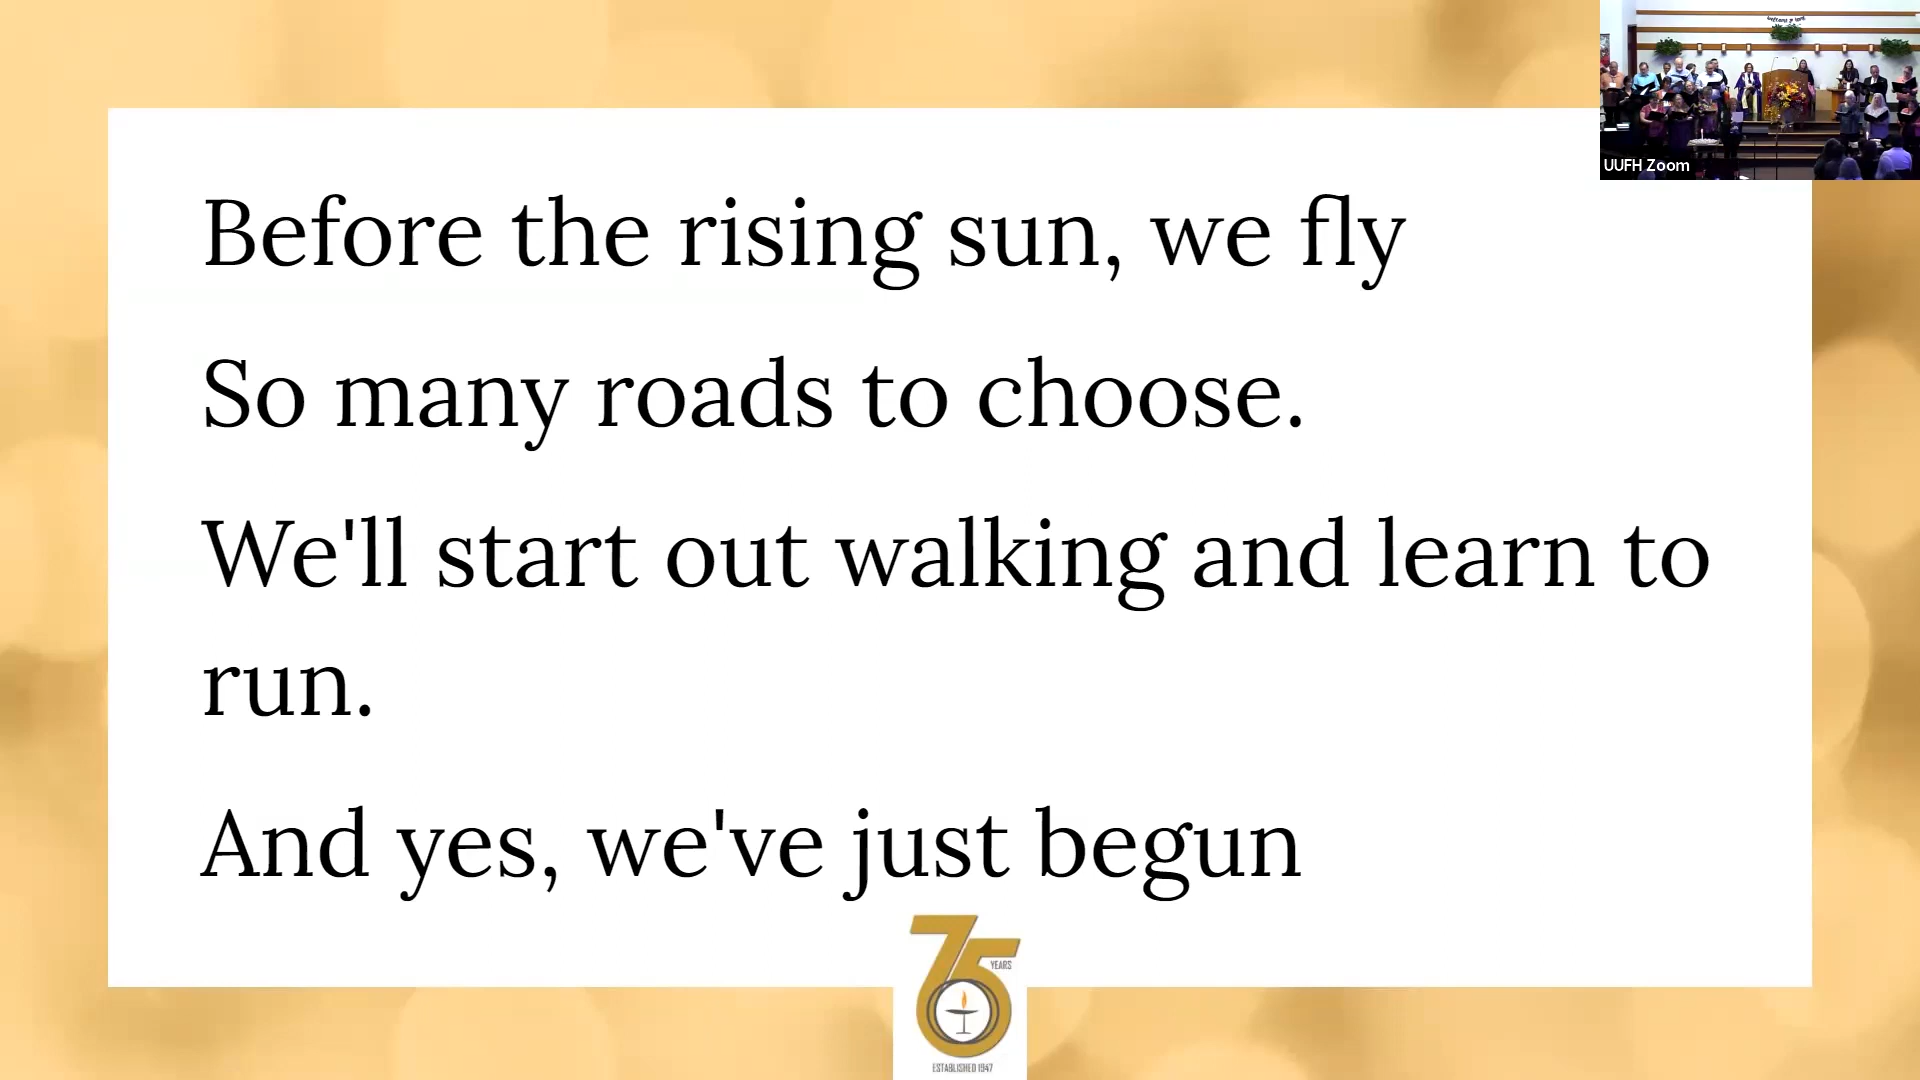 Before the rising sun, we fly
So many roads to choose.
We'll start out walking and learn to
run.
And yes, we've just begun
75
YEARS
ESTABLISHED 1947
UUFH Zoom